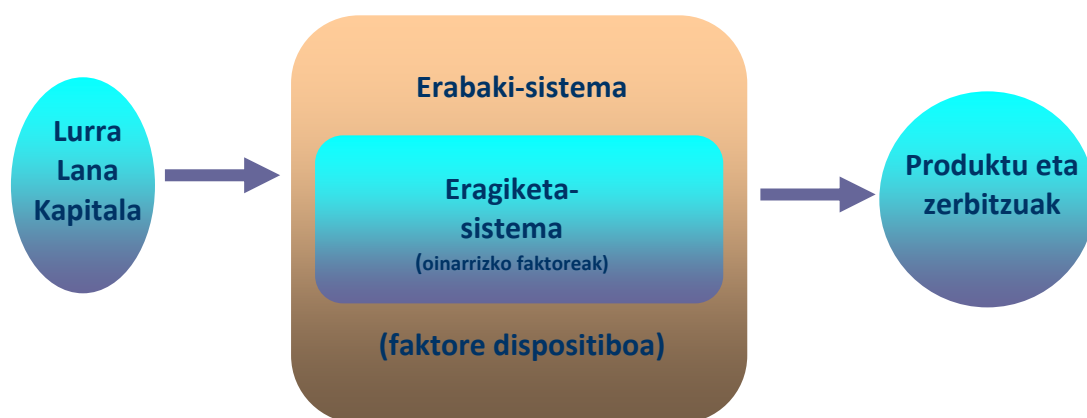 Lurra
Lana
Kapitala
Erabaki-sistema
Eragiketa-
sistema
(oinarrizko faktoreak)
(faktore dispositiboa)
Produktu eta
zerbitzuak